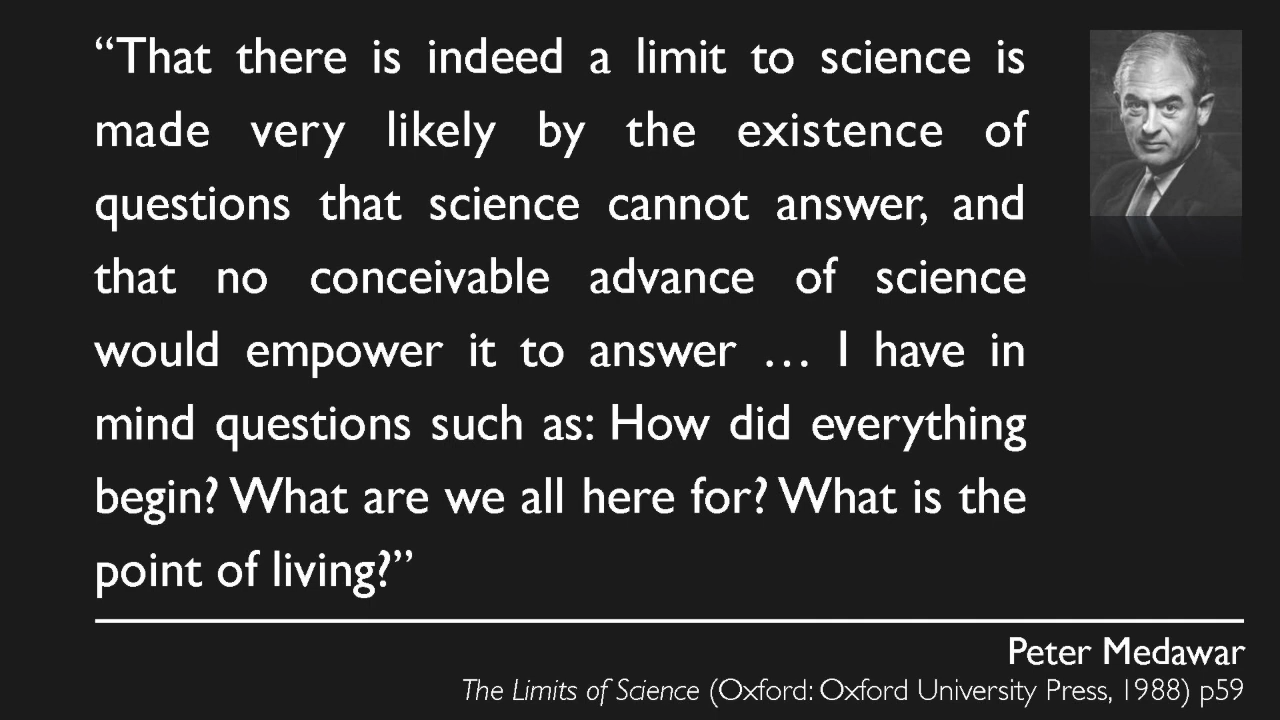 “That there is indeed a limit to science is
made very likely by the existence of
questions that science cannot answer, and
that no conceivable advance of science
would empower it to answer … I have in
mind questions such as: How did everything
begin? What are we all here for? What is the
point of living?”
Peter Medawar
The Limits of Science (Oxford: Oxford University Press, 1988) p59